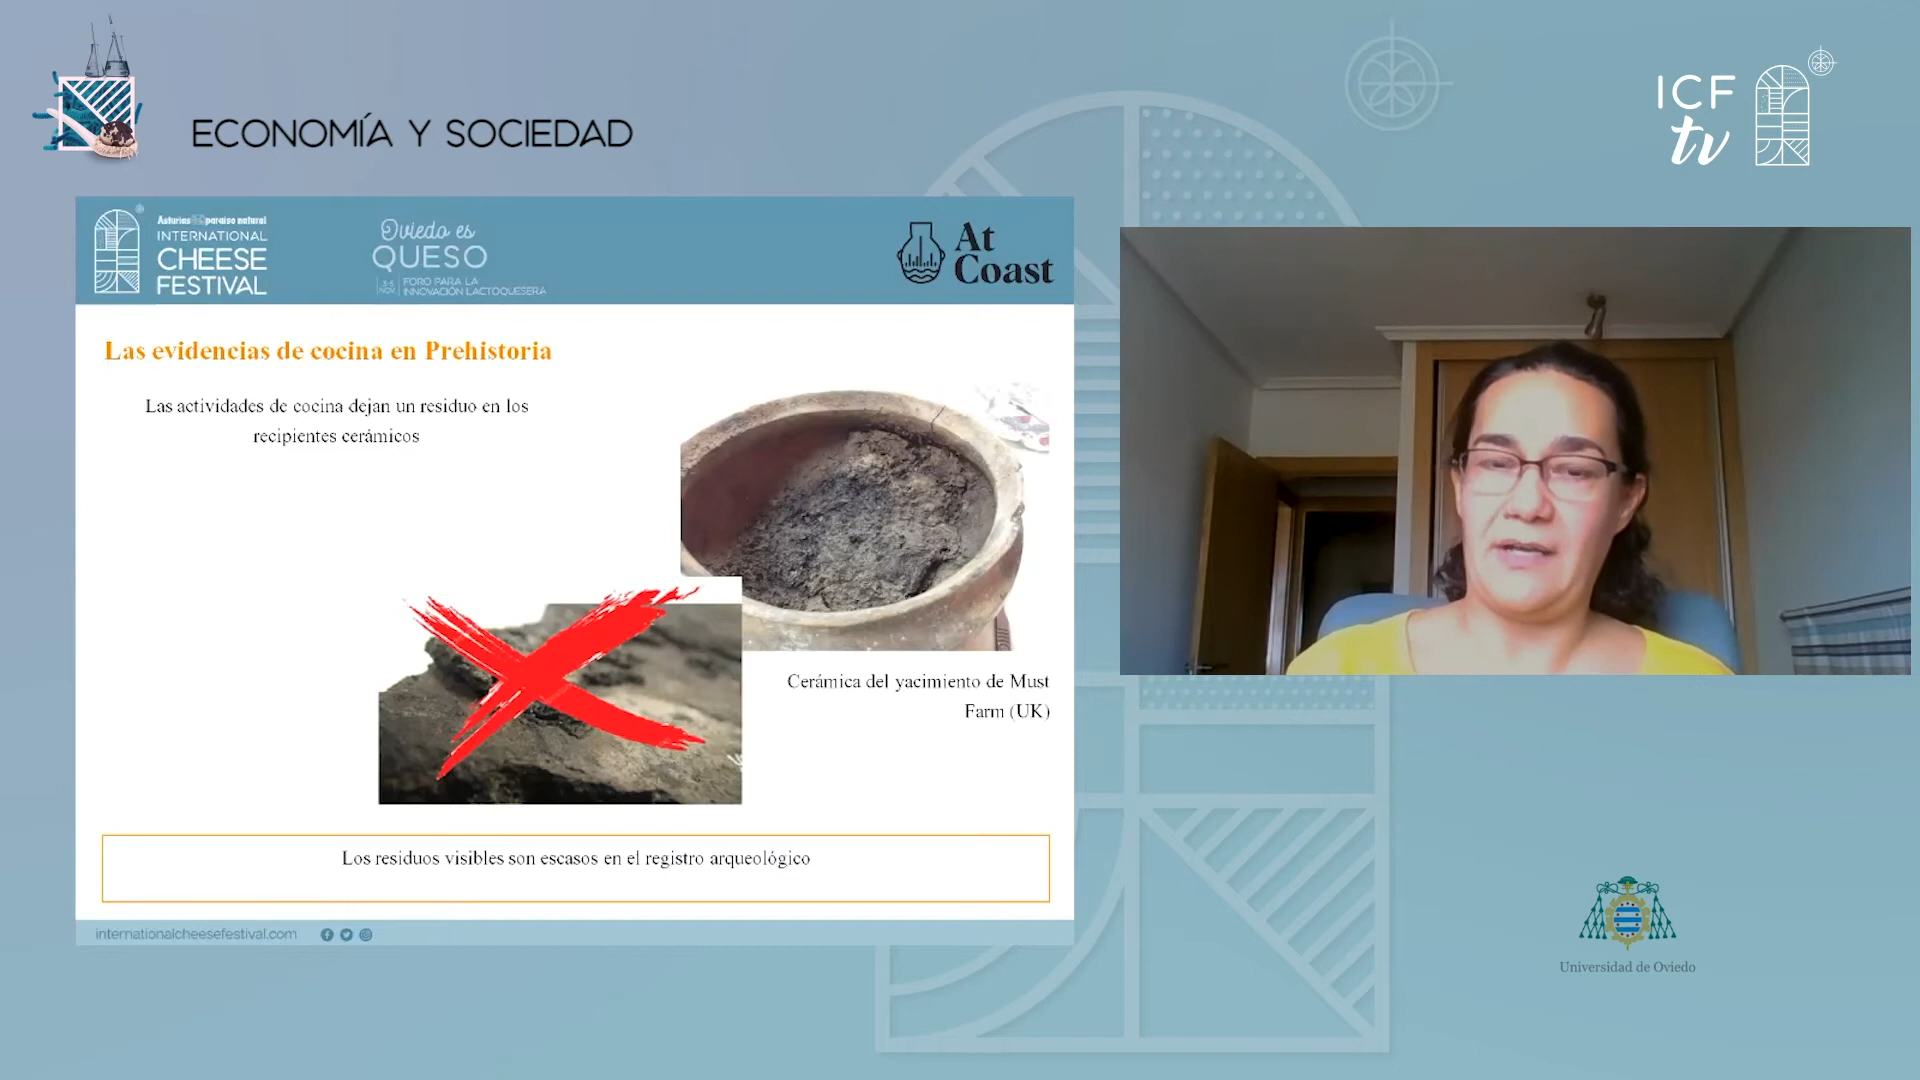 ECONOMÍA Y SOCIEDAD
ICF
tv
Asturias paraíso natural
INTERNATIONAL
CHEESE
FESTIVAL
Oviedo es
QUESO
3-5
NOV
FORO PARA LA
INNOVACIÓN LACTOQUESERA
At
Coast
Las evidencias de cocina en Prehistoria
Las actividades de cocina dejan un residuo en los
recipientes cerámicos
Cerámica del yacimiento de Must
Farm (UK)
Los residuos visibles son escasos en el registro arqueológico
internationalcheesefestival.com
Universidad de Oviedo